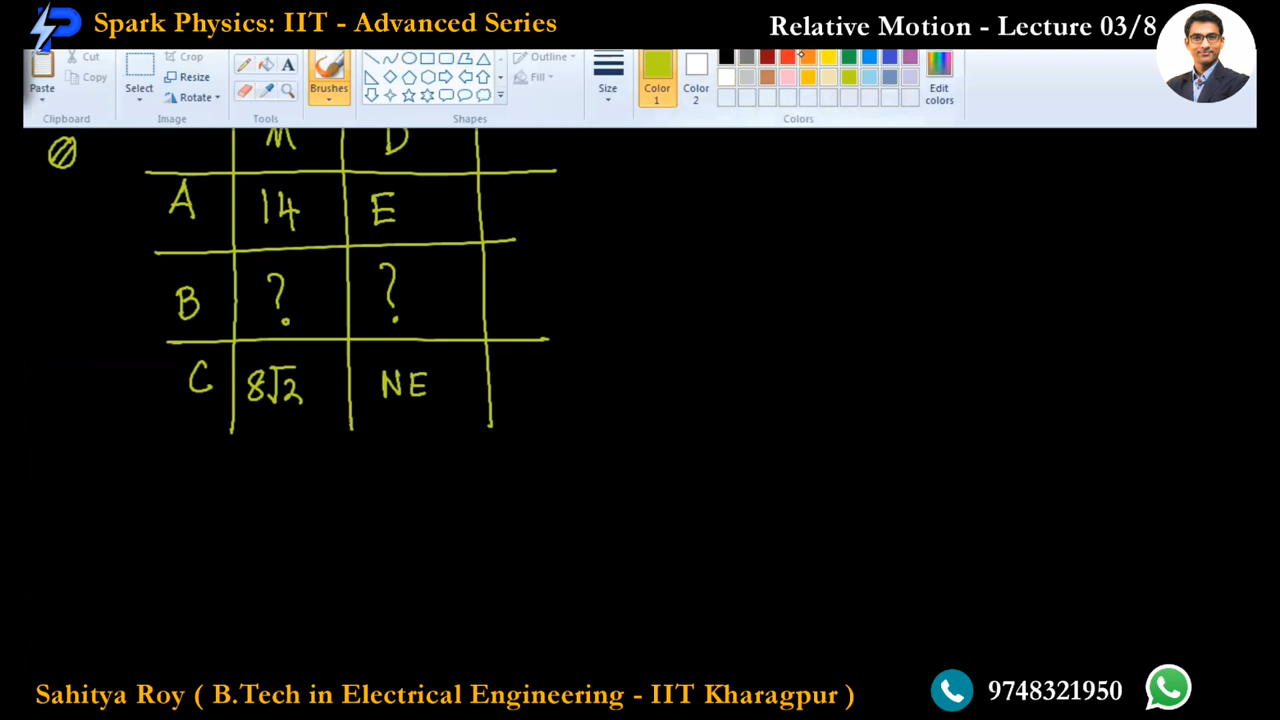 Spark Physics: IIT - Advanced Series
Relative Motion - Lecture 03/8
Cut
Copy
Paste
Clipboard
Select
Crop
Resize
Rotate
Image
A
Tools
Brushes
Outline
Fill
Shapes
Size
Color 1
Color 2
Edit colors
Colors
M D
A 14 E
B ? ?
C 8√2 NE
Sahitya Roy ( B.Tech in Electrical Engineering - IIT Kharagpur )
9748321950